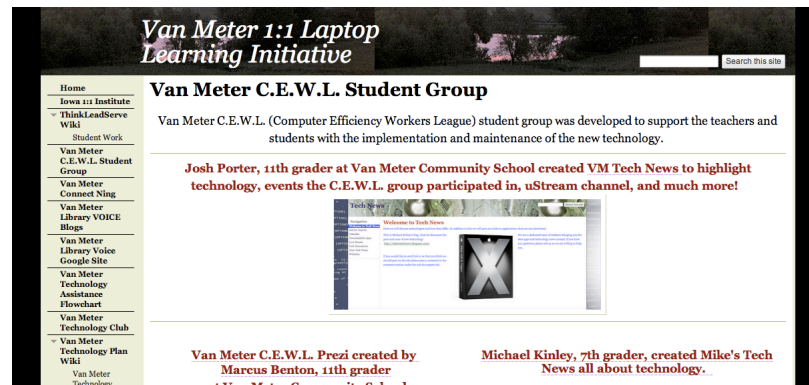 Van Meter 1:1 Laptop
Learning Initiative
Search this site
Home
Iowa 1:1 Institute
ThinkLeadServe
Wiki
Student Work
Van Meter
C.E.W.L. Student
Group
Van Meter
Connect Ning
Van Meter
Library VOICE
Blogs
Van Meter
Library Voice
Google Site
Van Meter
Technology
Assistance
Flowchart
Van Meter
Technology Club
Van Meter
Technology Plan
Wiki
Van Meter
Technology
Van Meter C.E.W.L. Student Group
Van Meter C.E.W.L. (Computer Efficiency Workers League) student group was developed to support the teachers and
students with the implementation and maintenance of the new technology.
Josh Porter, 11th grader at Van Meter Community School created VM Tech News to highlight
technology, events the C.E.W.L. group participated in, uStream channel, and much more!
Tech News
Navigation
Welcome to Tech News
X
Van Meter C.E.W.L. Prezi created by
Marcus Benton, 11th grader
at Van Meter Community School
Michael Kinley, 7th grader, created Mike's Tech
News all about technology.